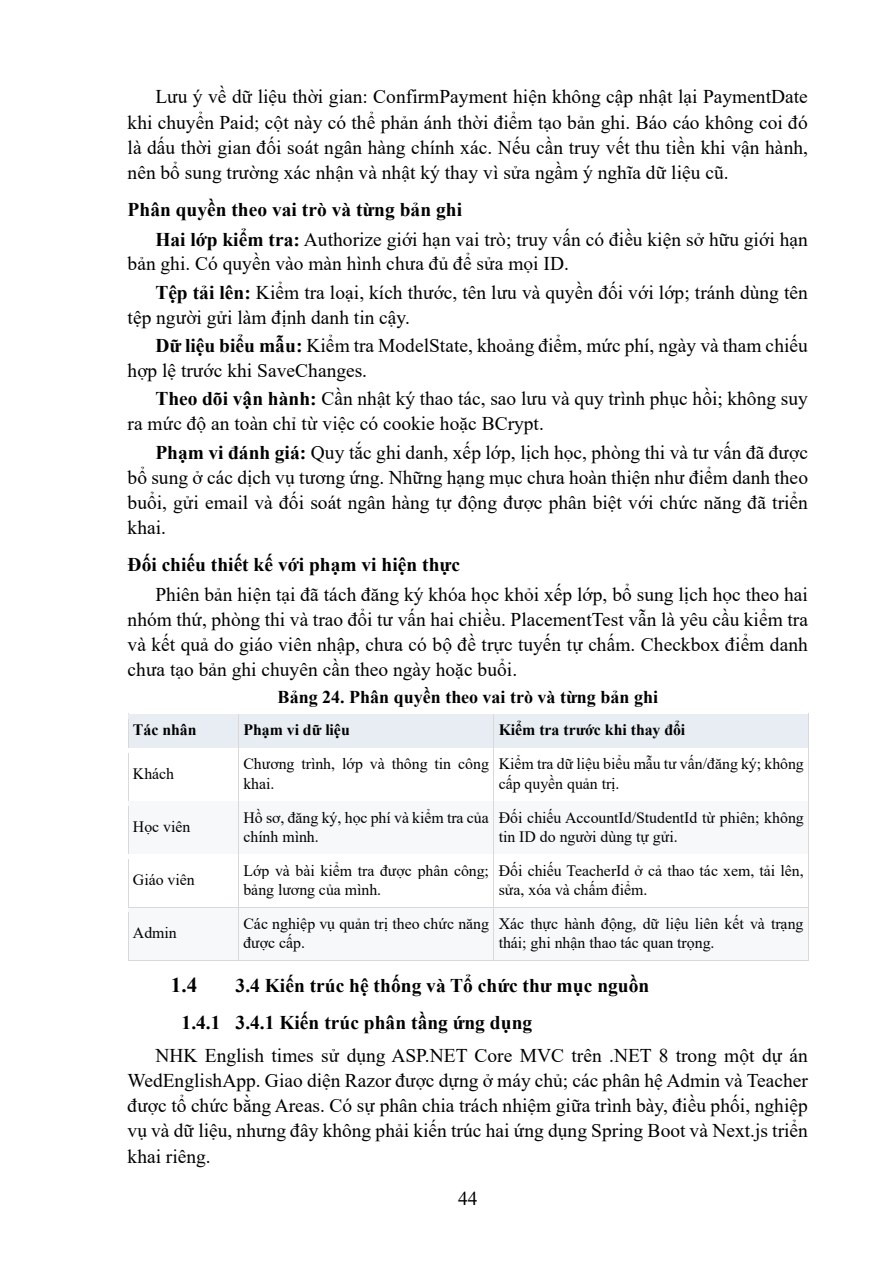 Lưu ý về dữ liệu thời gian: ConfirmPayment hiện không cập nhật lại PaymentDate
khi chuyển Paid; cột này có thể phản ánh thời điểm tạo bản ghi. Báo cáo không coi đó
là dấu thời gian đối soát ngân hàng chính xác. Nếu cần truy vết thu tiền khi vận hành,
nên bổ sung trường xác nhận và nhật ký thay vì sửa ngầm ý nghĩa dữ liệu cũ.
Phân quyền theo vai trò và từng bản ghi
Hai lớp kiểm tra: Authorize giới hạn vai trò; truy vấn có điều kiện sở hữu giới hạn
bản ghi. Có quyền vào màn hình chưa đủ để sửa mọi ID.
Tệp tải lên: Kiểm tra loại, kích thước, tên lưu và quyền đối với lớp; tránh dùng tên
tệp người gửi làm định danh tin cậy.
Dữ liệu biểu mẫu: Kiểm tra ModelState, khoảng điểm, mức phí, ngày và tham chiếu
hợp lệ trước khi SaveChanges.
Theo dõi vận hành: Cần nhật ký thao tác, sao lưu và quy trình phục hồi; không suy
ra mức độ an toàn chỉ từ việc có cookie hoặc BCrypt.
Phạm vi đánh giá: Quy tắc ghi danh, xếp lớp, lịch học, phòng thi và tư vấn đã được
bổ sung ở các dịch vụ tương ứng. Những hạng mục chưa hoàn thiện như điểm danh theo
buổi, gửi email và đối soát ngân hàng tự động được phân biệt với chức năng đã triển
khai.
Đối chiếu thiết kế với phạm vi hiện thực
Phiên bản hiện tại đã tách đăng ký khóa học khỏi xếp lớp, bổ sung lịch học theo hai
nhóm thứ, phòng thi và trao đổi tư vấn hai chiều. PlacementTest vẫn là yêu cầu kiểm tra
và kết quả do giáo viên nhập, chưa có bộ đề trực tuyến tự chấm. Checkbox điểm danh
chưa tạo bản ghi chuyên cần theo ngày hoặc buổi.
Bảng 24. Phân quyền theo vai trò và từng bản ghi
Tác nhân Phạm vi dữ liệu Kiểm tra trước khi thay đổi
Khách
Chương trình, lớp và thông tin công
khai.
Kiểm tra dữ liệu biểu mẫu tư vấn/đăng ký; không
cấp quyền quản trị.
Học viên
Hồ sơ, đăng ký, học phí và kiểm tra của
chính mình.
Đối chiếu AccountId/StudentId từ phiên; không
tin ID do người dùng tự gửi.
Giáo viên
Lớp và bài kiểm tra được phân công;
bảng lương của mình.
Đối chiếu TeacherId ở cả thao tác xem, tải lên,
sửa, xóa và chấm điểm.
Admin
Các nghiệp vụ quản trị theo chức năng
được cấp.
Xác thực hành động, dữ liệu liên kết và trạng
thái; ghi nhận thao tác quan trọng.
1.4 3.4 Kiến trúc hệ thống và Tổ chức thư mục nguồn
1.4.1 3.4.1 Kiến trúc phân tầng ứng dụng
NHK English times sử dụng ASP.NET Core MVC trên .NET 8 trong một dự án
WedEnglishApp. Giao diện Razor được dựng ở máy chủ; các phân hệ Admin và Teacher
được tổ chức bằng Areas. Có sự phân chia trách nhiệm giữa trình bày, điều phối, nghiệp
vụ và dữ liệu, nhưng đây không phải kiến trúc hai ứng dụng Spring Boot và Next.js triển
khai riêng.
44